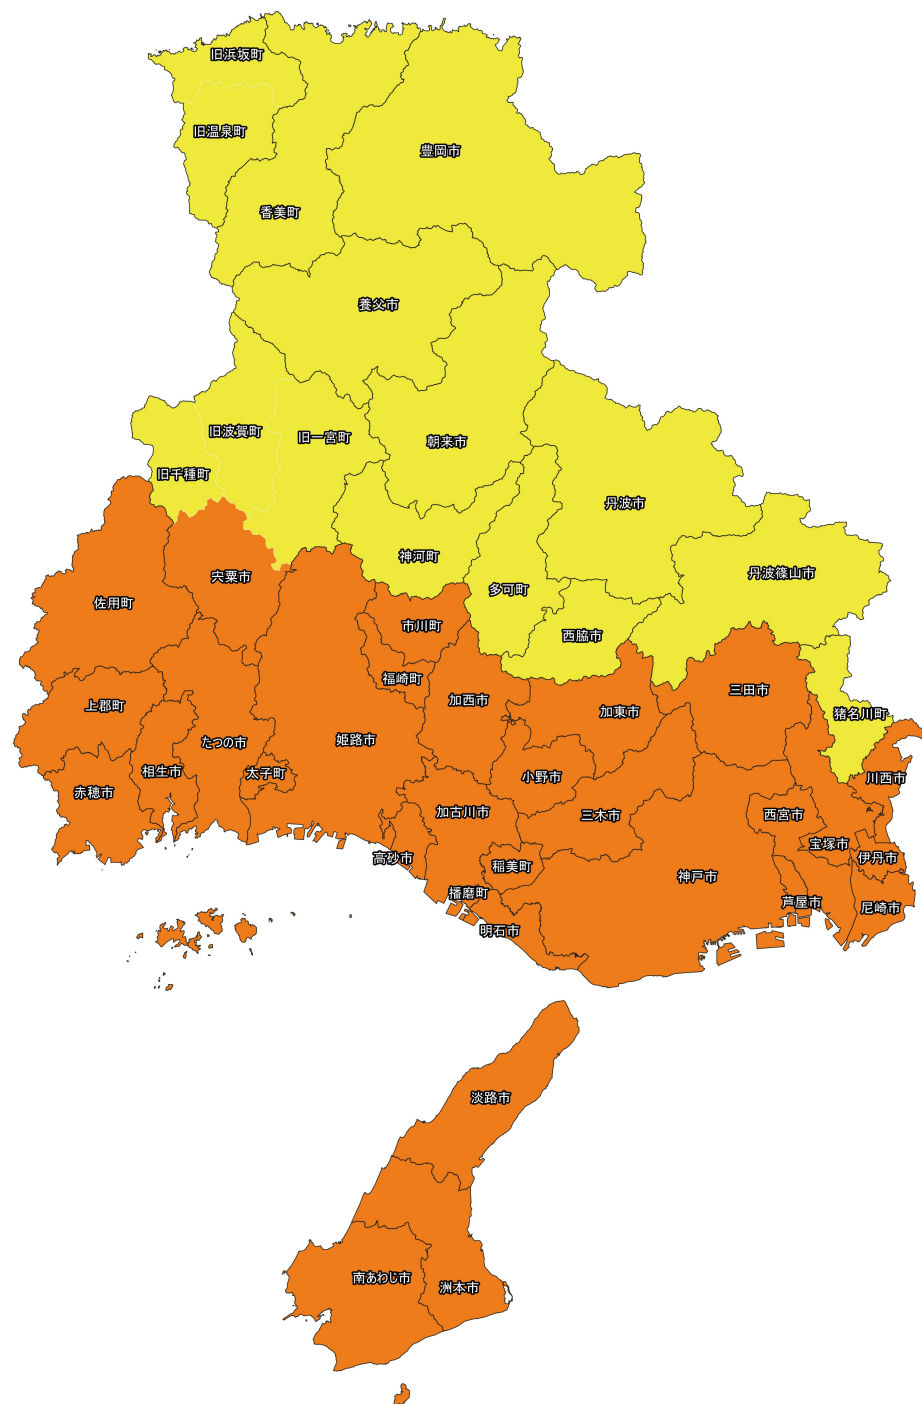 旧浜坂町
旧温泉町
豊岡市
香美町
養父市
旧波賀町
旧一宮町
朝来市
旧千種町
丹波市
神河町
宍粟市
丹波篠山市
多可町
佐用町
市川町
西脇市
福崎町
三田市
加西市
上郡町
加東市
猪名川町
姫路市
たつの市
相生市
太子町
小野市
川西市
赤穂市
加古川市
三木市
西宮市
宝塚市
高砂市
伊丹市
稲美町
神戸市
播磨町
芦屋市
尼崎市
明石市
淡路市
南あわじ市
洲本市